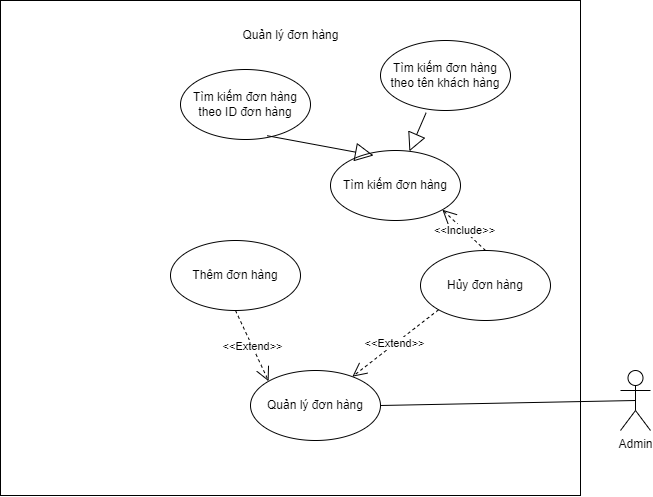 Quản lý đơn hàng
Tìm kiếm đơn hàng
theo tên khách hàng
Tìm kiếm đơn hàng
theo ID đơn hàng
Tìm kiếm đơn hàng
<<Include>>
Thêm đơn hàng
Hủy đơn hàng
<<Extend>>
<<Extend>>
Quản lý đơn hàng
Admin